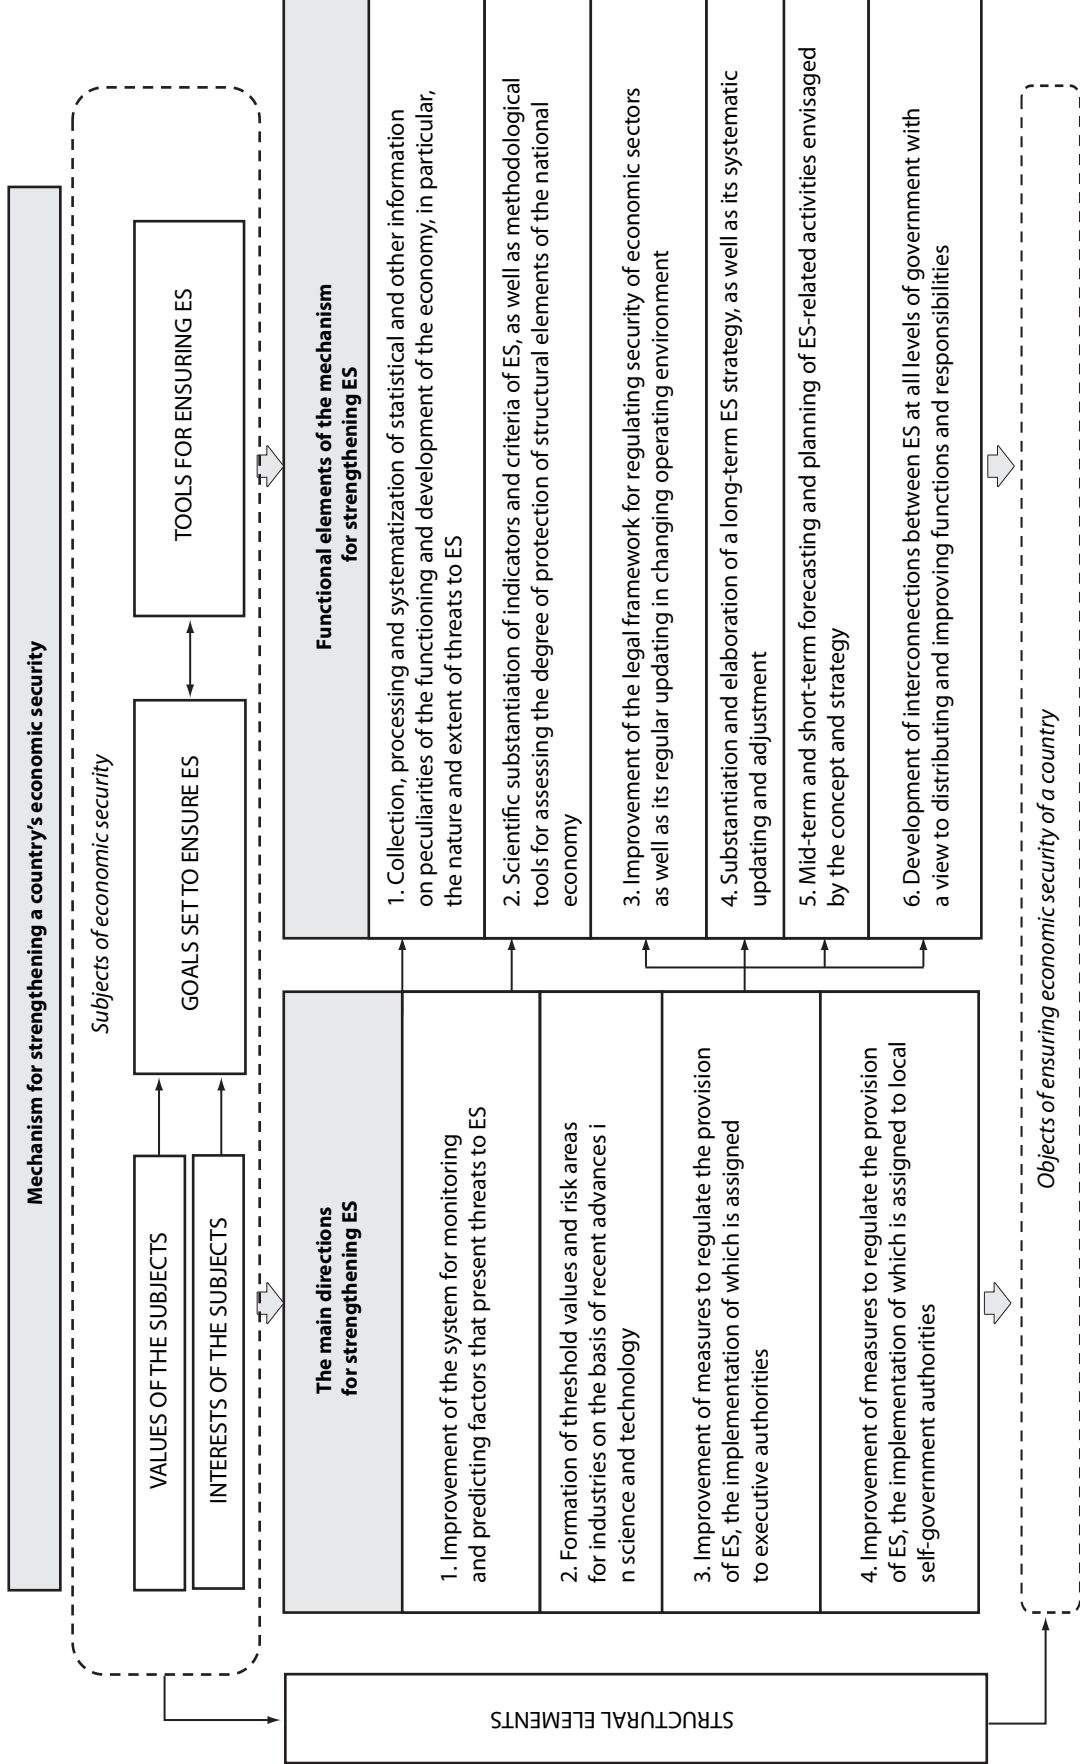 Mechanism for strengthening a country's economic security
Subjects of economic security
VALUES OF THE SUBJECTS
INTERESTS OF THE SUBJECTS
GOALS SET TO ENSURE ES
TOOLS FOR ENSURING ES
STRUCTURAL ELEMENTS
The main directions
for strengthening ES
1. Improvement of the system for monitoring
and predicting factors that present threats to ES
2. Formation of threshold values and risk areas
for industries on the basis of recent advances i
n science and technology
3. Improvement of measures to regulate the provision
of ES, the implementation of which is assigned
to executive authorities
4. Improvement of measures to regulate the provision
of ES, the implementation of which is assigned to local
self-government authorities
Functional elements of the mechanism
for strengthening ES
1. Collection, processing and systematization of statistical and other information
on peculiarities of the functioning and development of the economy, in particular,
the nature and extent of threats to ES
2. Scientific substantiation of indicators and criteria of ES, as well as methodological
tools for assessing the degree of protection of structural elements of the national
economy
3. Improvement of the legal framework for regulating security of economic sectors
as well as its regular updating in changing operating environment
4. Substantiation and elaboration of a long-term ES strategy, as well as its systematic
updating and adjustment
5. Mid-term and short-term forecasting and planning of ES-related activities envisaged
by the concept and strategy
6. Development of interconnections between ES at all levels of government with
a view to distributing and improving functions and responsibilities
Objects of ensuring economic security of a country